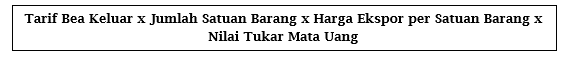 Tarif Bea Keluar x Jumlah Satuan Barang x Harga Ekspor per Satuan Barang x
Nilai Tukar Mata Uang